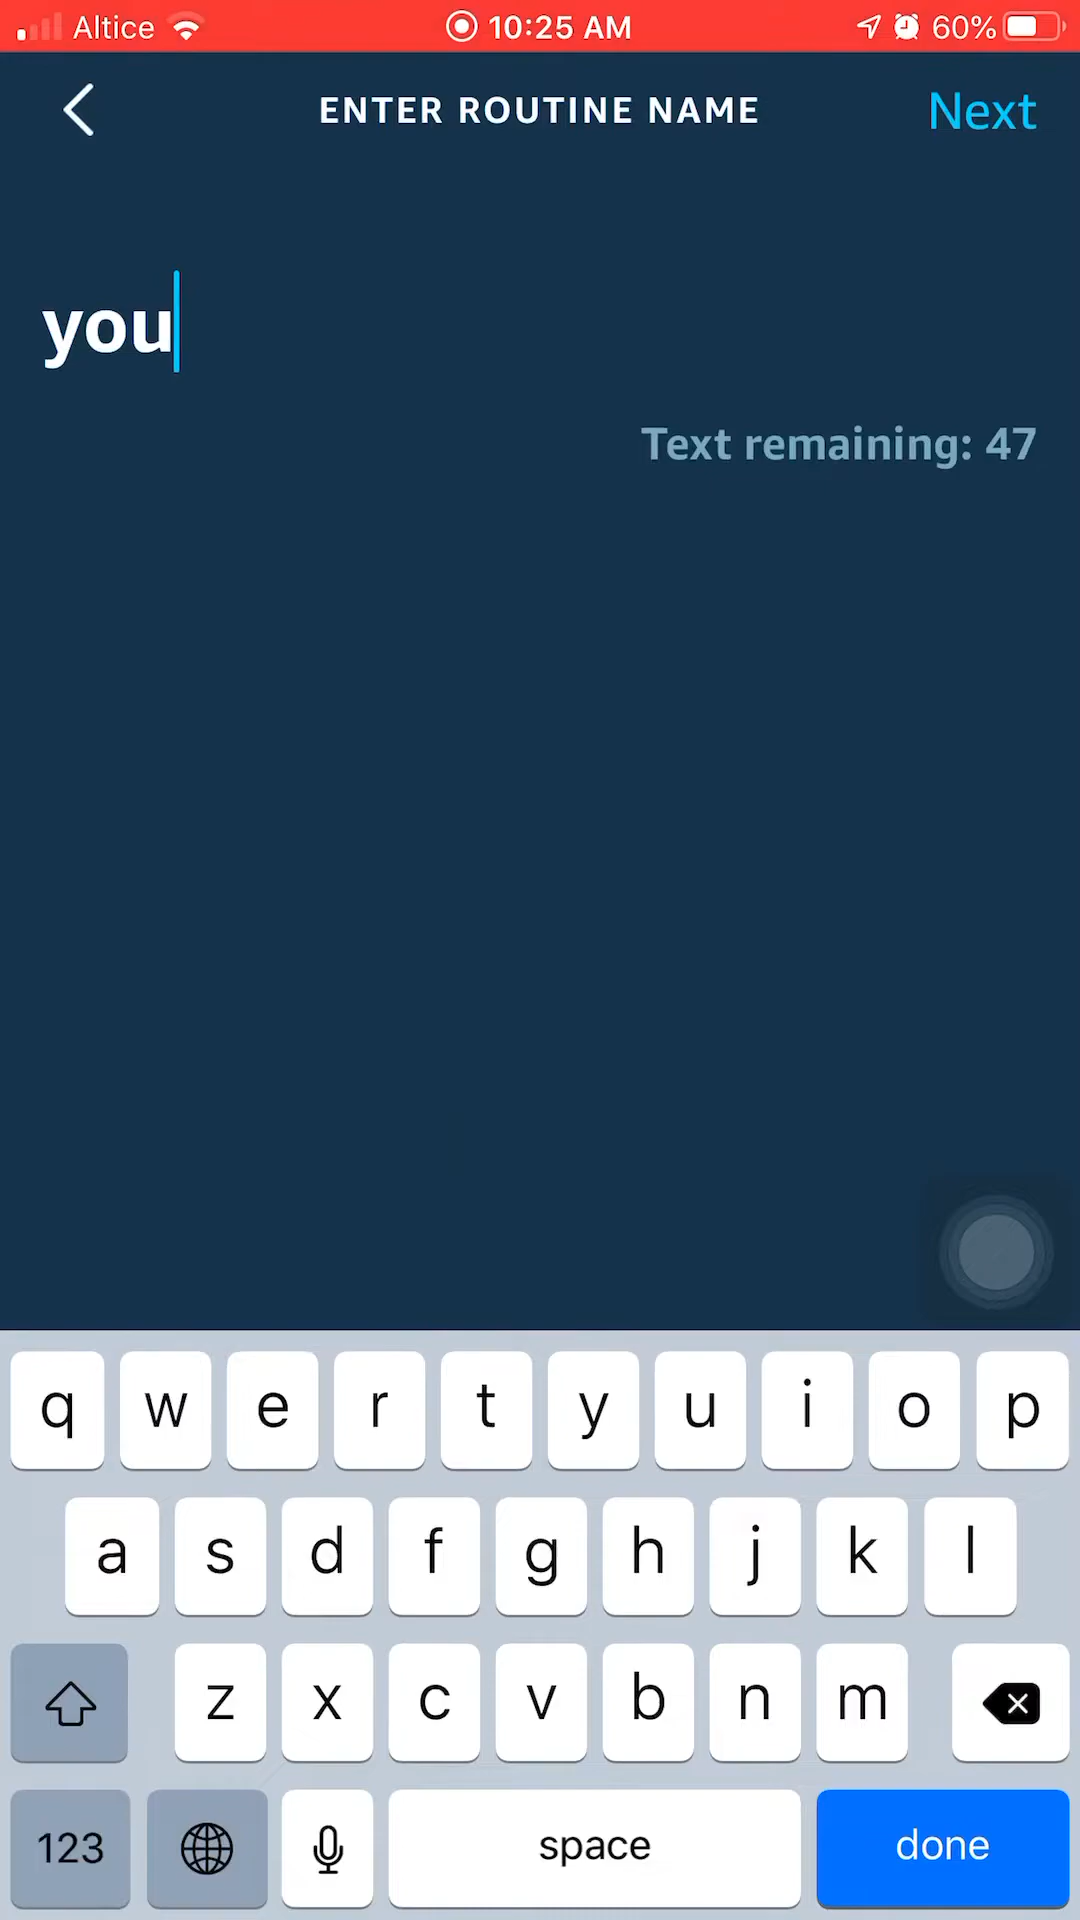 Altice 10:25 AM 60%
ENTER ROUTINE NAME Next
you
Text remaining: 47
q w e r t y u i o p
a s d f g h j k l
z x c v b n m
123 space done